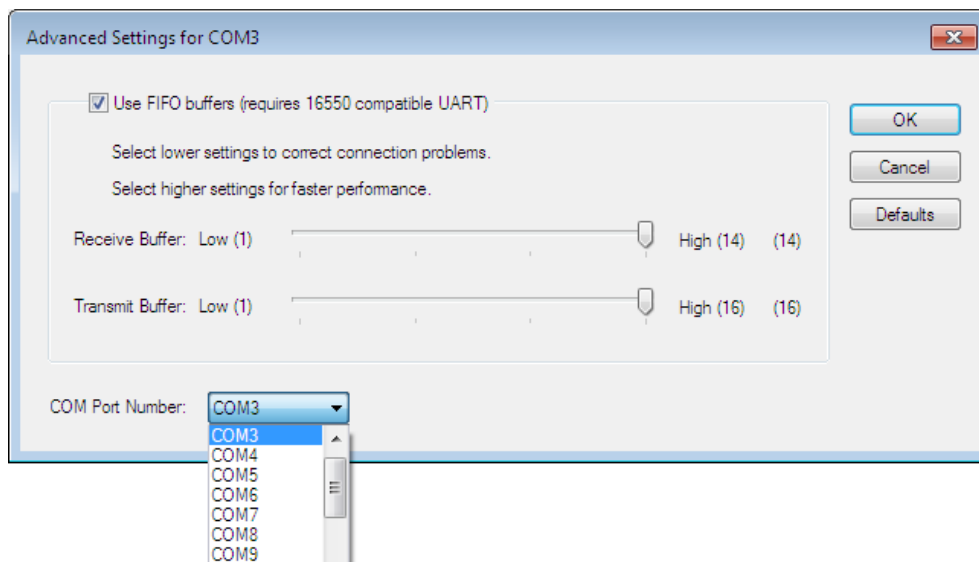 Advanced Settings for COM3
Use FIFO buffers (requires 16550 compatible UART)
OK
Select lower settings to correct connection problems.
Cancel
Select higher settings for faster performance.
Defaults
Receive Buffer: Low (1) High (14) (14)
Transmit Buffer: Low (1) High (16) (16)
COM Port Number: COM3
COM3
COM4
COM5
COM6
COM7
COM8
COM9